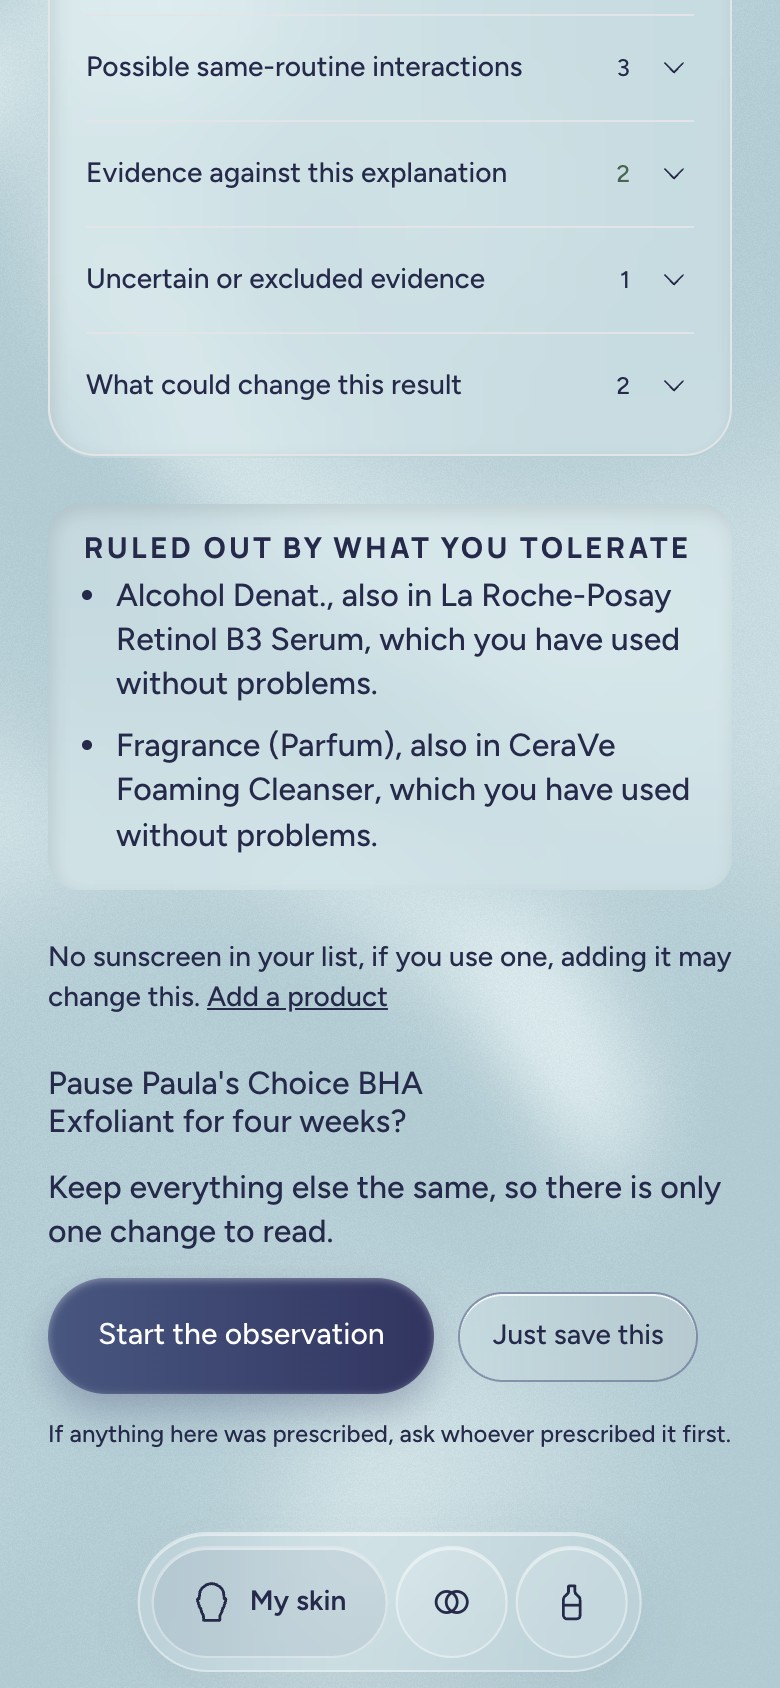 Possible same-routine interactions 3
Evidence against this explanation 2
Uncertain or excluded evidence 1
What could change this result 2
RULED OUT BY WHAT YOU TOLERATE
• Alcohol Denat., also in La Roche-Posay
Retinol B3 Serum, which you have used
without problems.
• Fragrance (Parfum), also in CeraVe
Foaming Cleanser, which you have used
without problems.
No sunscreen in your list, if you use one, adding it may
change this. Add a product
Pause Paula's Choice BHA
Exfoliant for four weeks?
Keep everything else the same, so there is only
one change to read.
Start the observation Just save this
If anything here was prescribed, ask whoever prescribed it first.
My skin